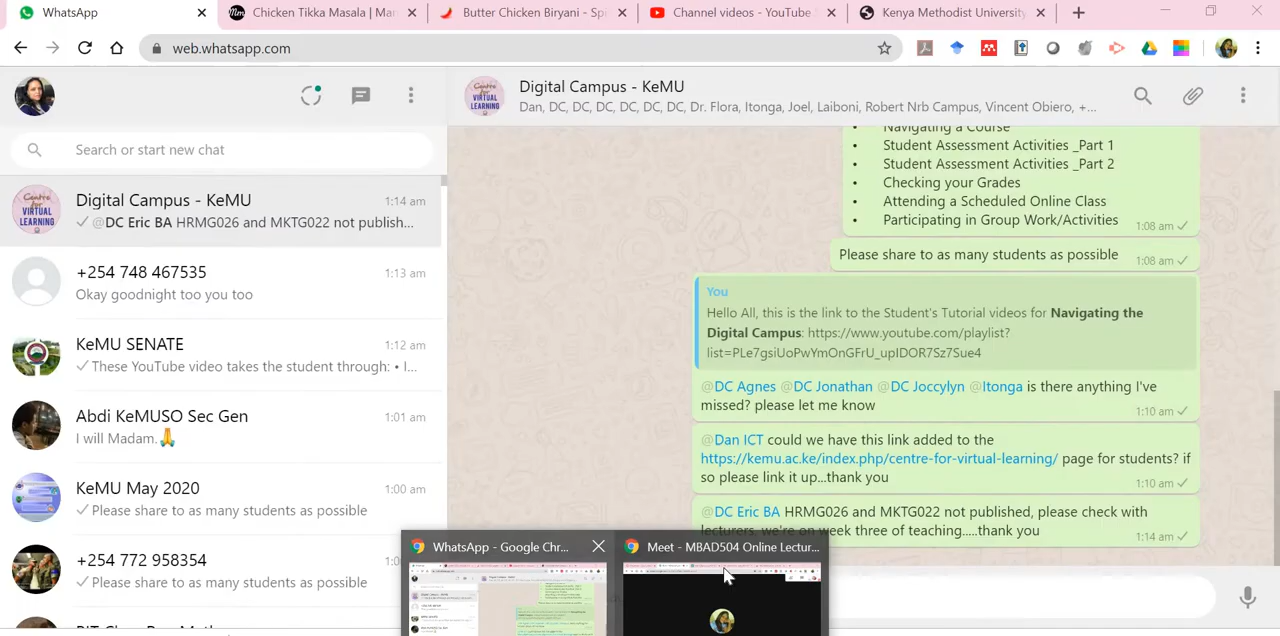 WhatsApp
Chicken Tikka Masala | Mar
Butter Chicken Biryani - Spi
Channel videos - YouTube
Kenya Methodist University
web.whatsapp.com
Digital Campus - KeMU
Dan, DC, DC, DC, DC, DC, DC, Dr. Flora, Itonga, Joel, Laiboni, Robert Nrb Campus, Vincent Obiero, +...
Search or start new chat
Digital Campus - KeMU
1:14 am
@DC Eric BA HRMG026 and MKTG022 not publish...
+254 748 467535
1:13 am
Okay goodnight too you too
KeMU SENATE
1:12 am
These YouTube video takes the student through: • I...
Abdi KeMUSO Sec Gen
1:01 am
I will Madam.🙏
KeMU May 2020
1:00 am
Please share to as many students as possible
+254 772 958354
Please share to as many students as possible
Navigating a Course
• Student Assessment Activities _Part 1
• Student Assessment Activities _Part 2
• Checking your Grades
• Attending a Scheduled Online Class
• Participating in Group Work/Activities
1:08 am
Please share to as many students as possible
1:08 am
You
Hello All, this is the link to the Student's Tutorial videos for Navigating the
Digital Campus: https://www.youtube.com/playlist?
list=PLe7gsiUoPwYmOnGFrU_upIDOR7Sz7Sue4
@DC Agnes @DC Jonathan @DC Joccylyn @Itonga is there anything I've
missed? please let me know
1:10 am
@Dan ICT could we have this link added to the
https://kemu.ac.ke/index.php/centre-for-virtual-learning/ page for students? if
so please link it up...thank you
1:10 am
@DC Eric BA HRMG026 and MKTG022 not published, please check with
lecturers, we're on week three of teaching.....thank you
1:14 am
WhatsApp - Google Chr...
Meet - MBAD504 Online Lectur...
Centre for
VIRTUAL
LEARNING